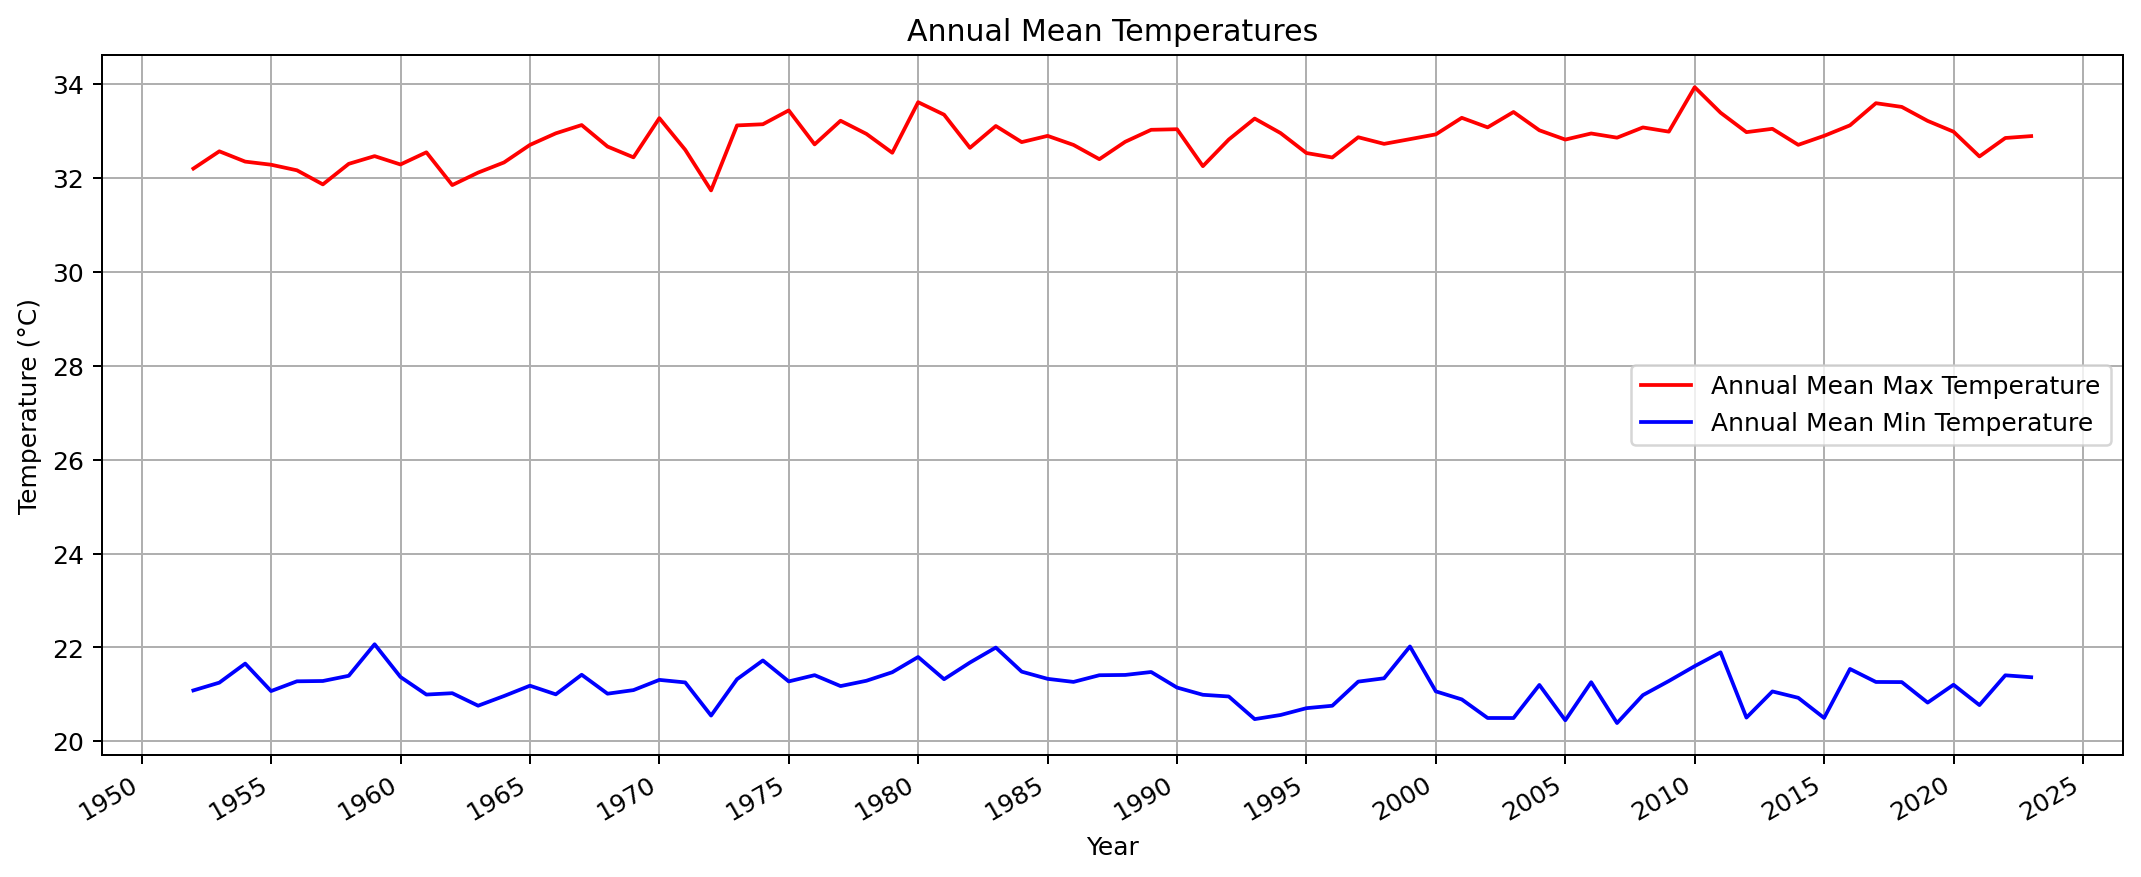 Annual Mean Temperatures
Temperature (°C)
34
32
30
28
26
24
22
20
Annual Mean Max Temperature
Annual Mean Min Temperature
1950 1955 1960 1965 1970 1975 1980 1985 1990 1995 2000 2005 2010 2015 2020 2025
Year